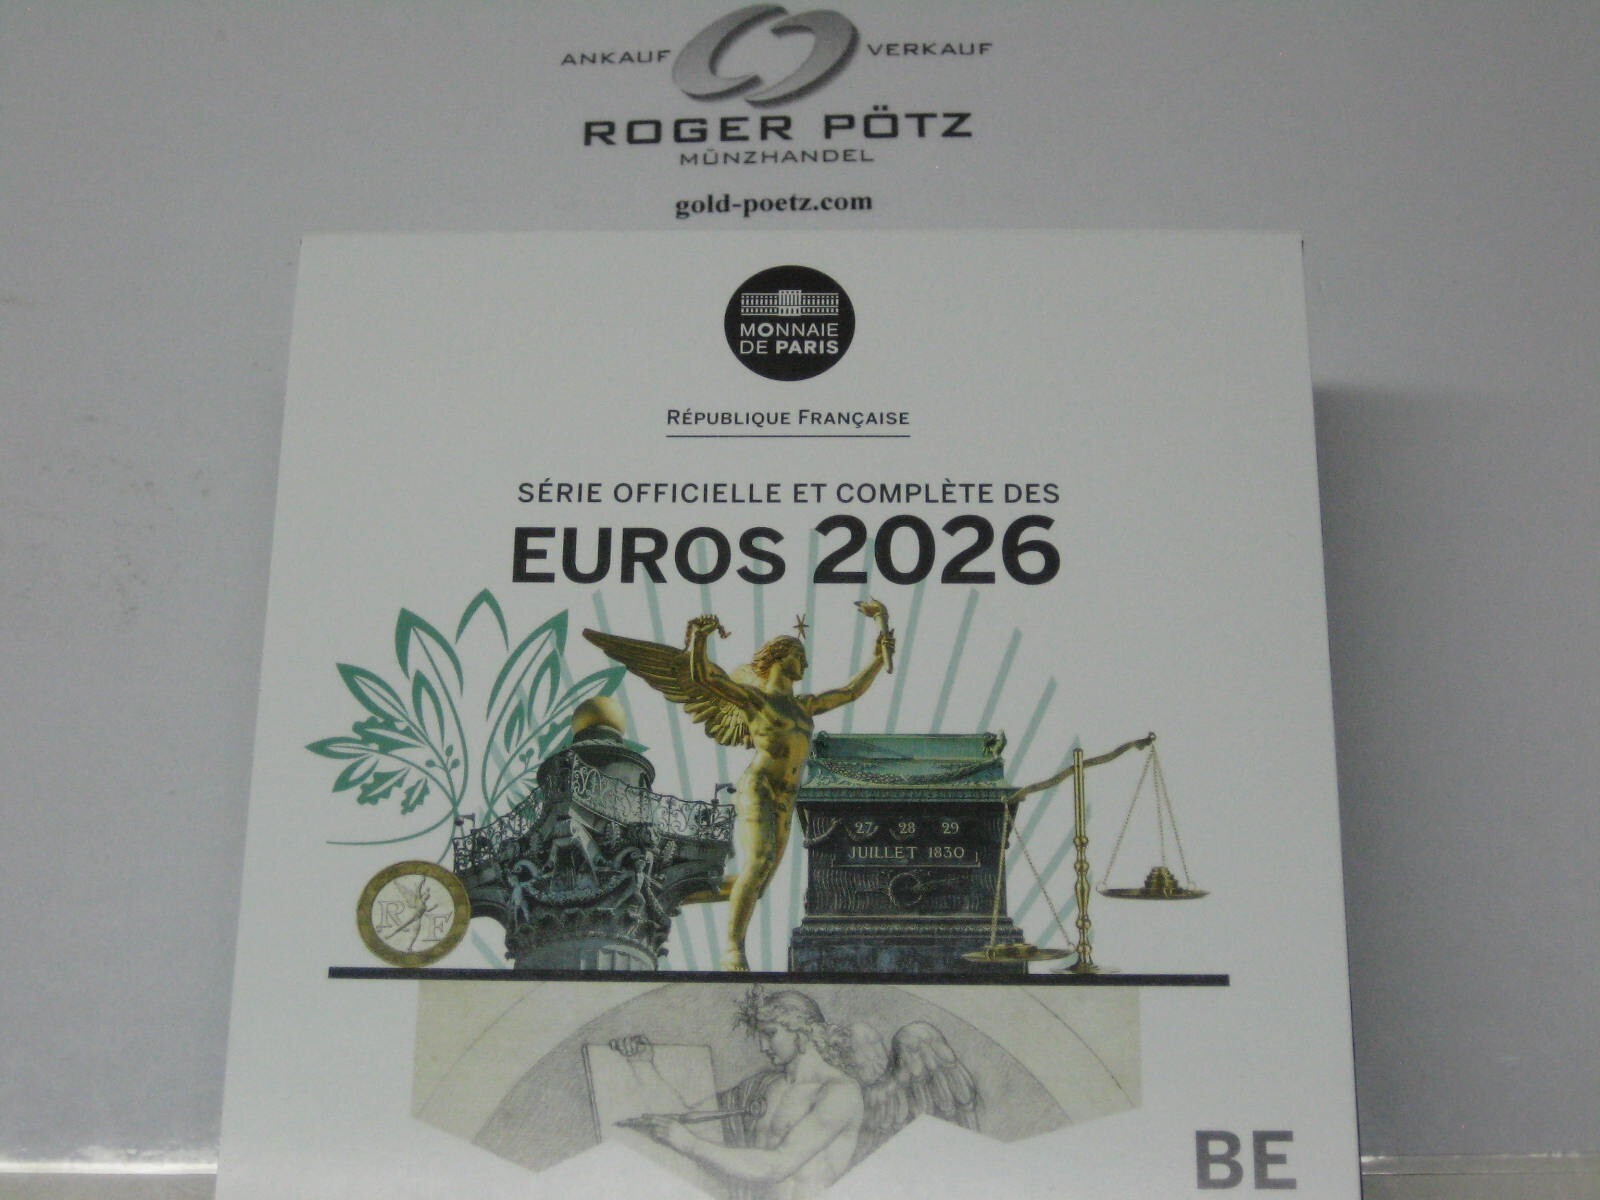 ANKAUF VERKAUF
ROGER PÖTZ
MÜNZHANDEL
gold-poetz.com
MONNAIE
DE PARIS
RÉPUBLIQUE FRANÇAISE
SÉRIE OFFICIELLE ET COMPLÈTE DES
EUROS 2026
27 28 29
JUILLET 1830
R F
BE